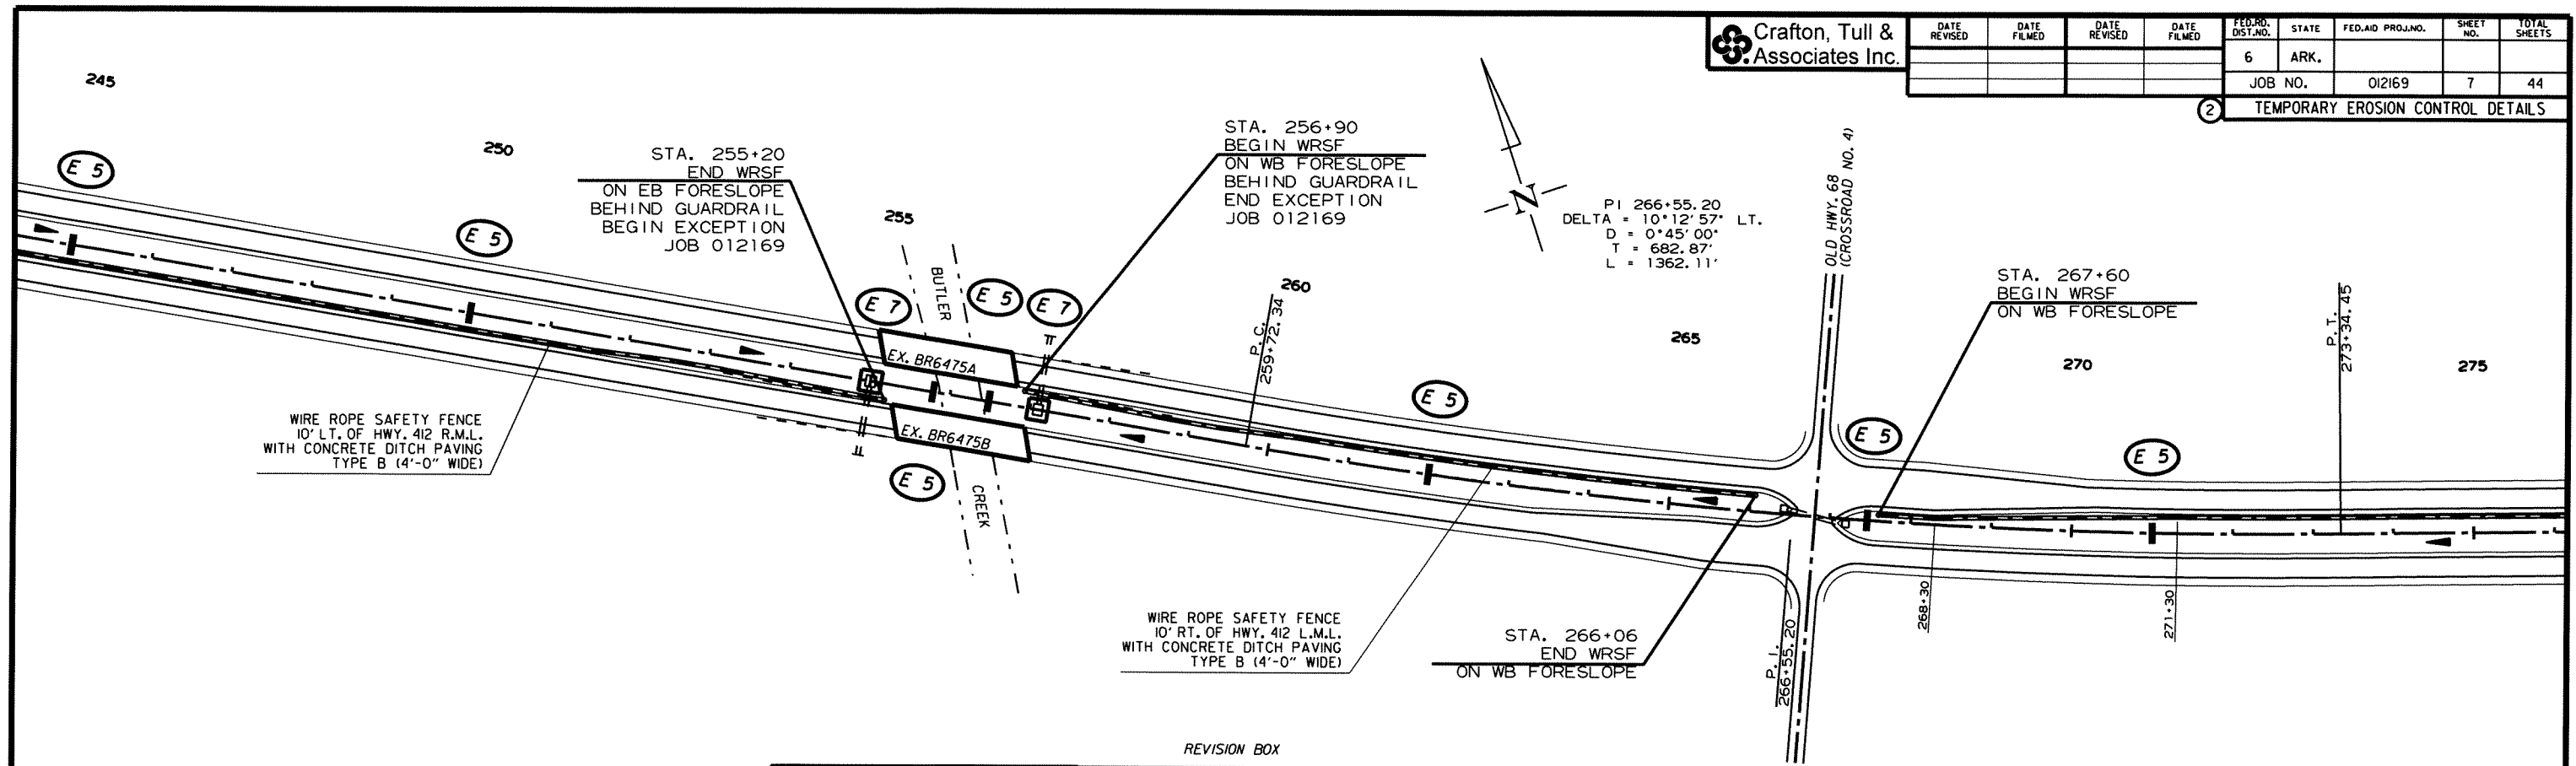 Crafton, Tull &
Associates Inc.
DATE REVISED
DATE FILMED
DATE REVISED
DATE FILMED
FED.RD. DIST.NO.
STATE
FED.AID PROJ.NO.
SHEET NO.
TOTAL SHEETS
6
ARK.
JOB NO.
012169
7
44
2
TEMPORARY EROSION CONTROL DETAILS
245
250
255
260
265
270
275
E 5
E 5
STA. 255+20
END WRSF
ON EB FORESLOPE
BEHIND GUARDRAIL
BEGIN EXCEPTION
JOB 012169
STA. 256+90
BEGIN WRSF
ON WB FORESLOPE
BEHIND GUARDRAIL
END EXCEPTION
JOB 012169
N
PI 266+55.20
DELTA = 10°12'57" LT.
D = 0°45'00"
T = 682.87'
L = 1362.11'
OLD HWY. 68
(CROSSROAD NO. 4)
STA. 267+60
BEGIN WRSF
ON WB FORESLOPE
P.T.
273+34.45
P.C.
259+72.34
E 7
BUTLER
E 5
E 7
EX. BR6475A
EX. BR6475B
E 5
CREEK
E 5
E 5
E 5
WIRE ROPE SAFETY FENCE
10' LT. OF HWY. 412 R.M.L.
WITH CONCRETE DITCH PAVING
TYPE B (4'-0" WIDE)
WIRE ROPE SAFETY FENCE
10' RT. OF HWY. 412 L.M.L.
WITH CONCRETE DITCH PAVING
TYPE B (4'-0" WIDE)
STA. 266+06
END WRSF
ON WB FORESLOPE
P.I.
266+55.20
268+30
271+30
REVISION BOX